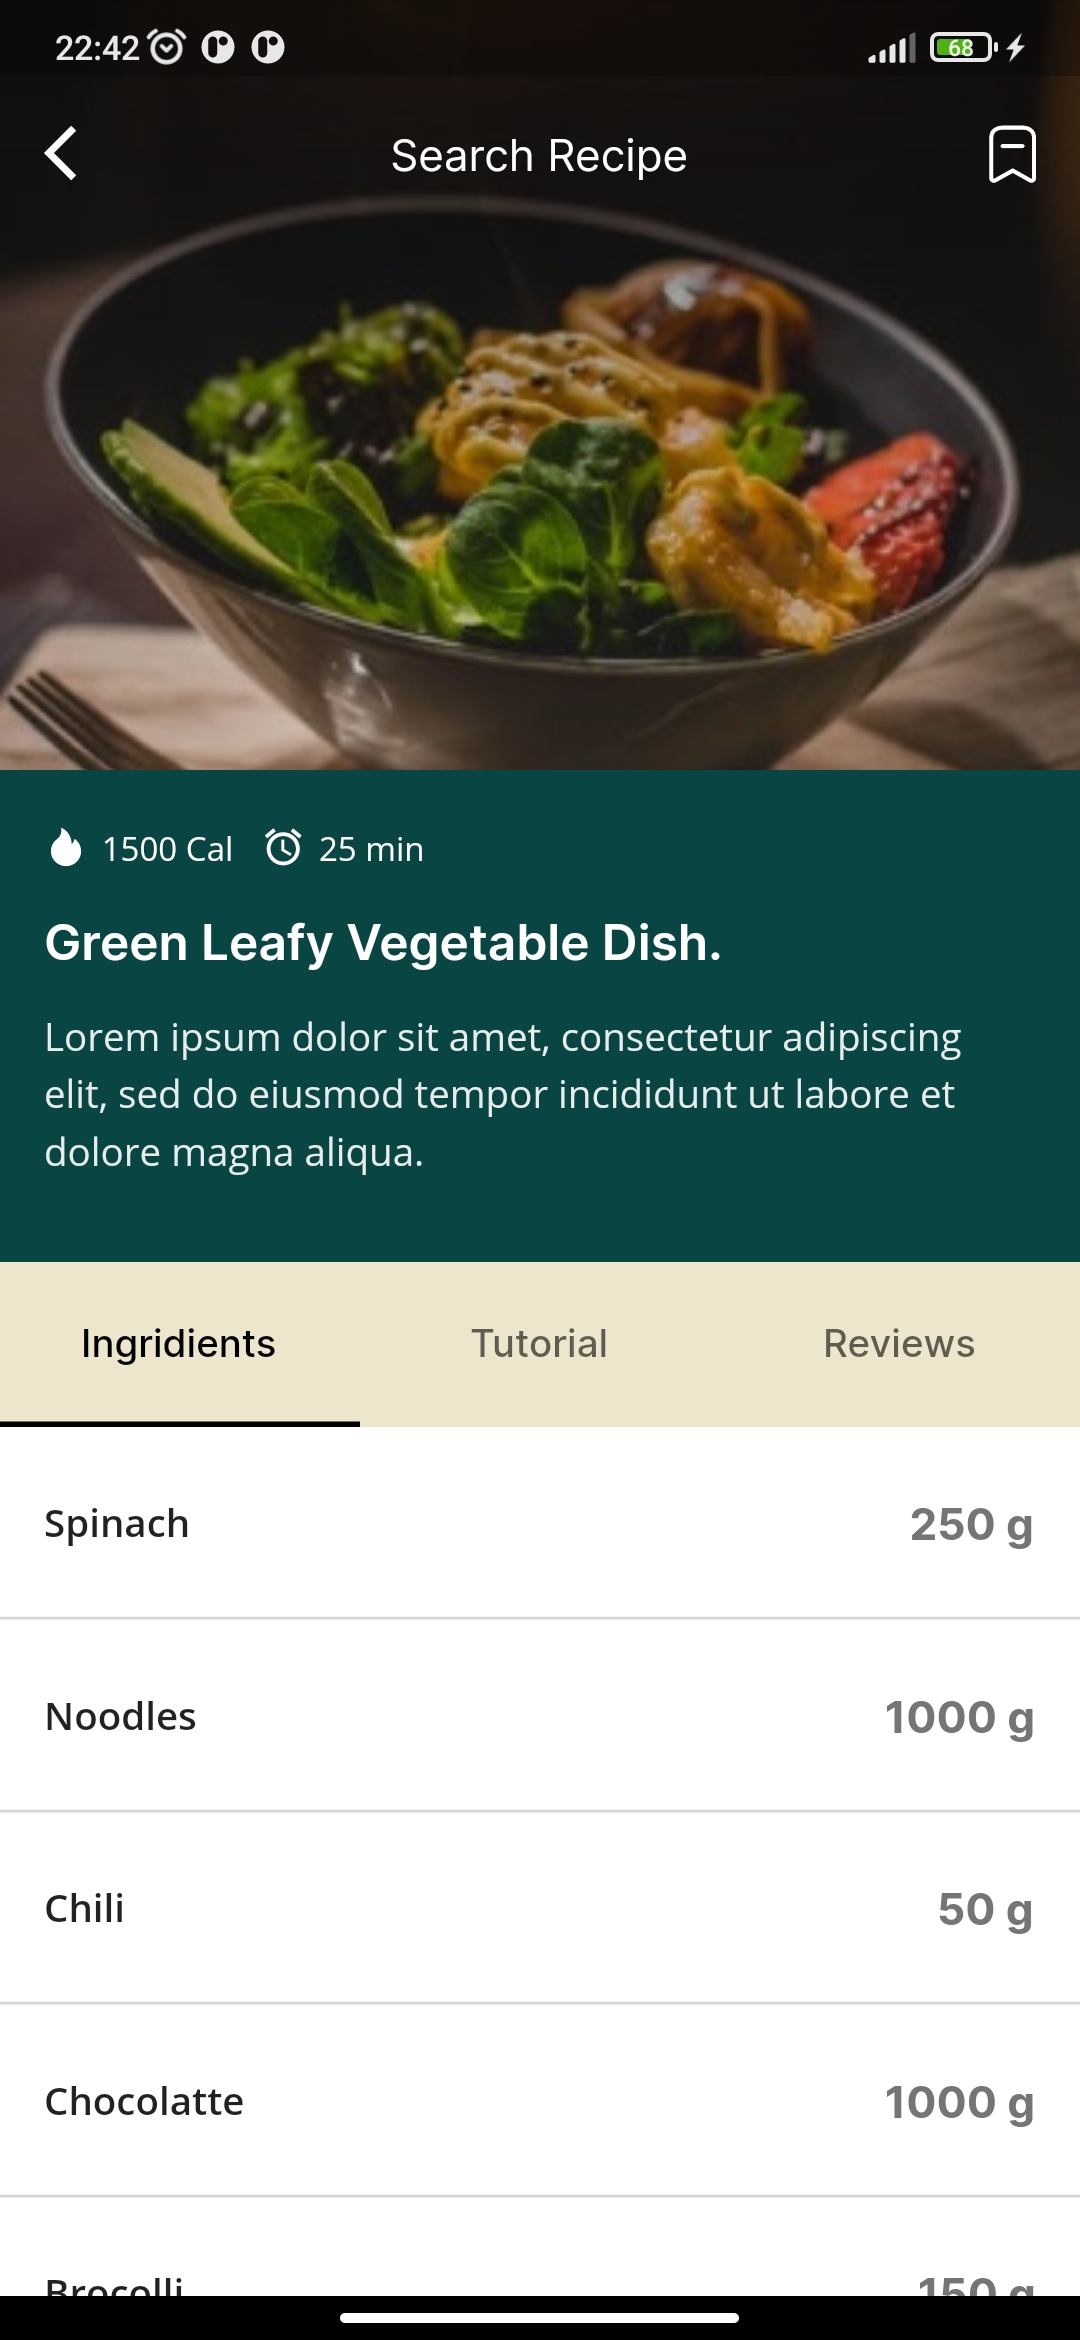 22:42
68
Search Recipe
1500 Cal 25 min
Green Leafy Vegetable Dish.
Lorem ipsum dolor sit amet, consectetur adipiscing
elit, sed do eiusmod tempor incididunt ut labore et
dolore magna aliqua.
Ingridients Tutorial Reviews
Spinach 250 g
Noodles 1000 g
Chili 50 g
Chocolatte 1000 g
Brocolli 150 g